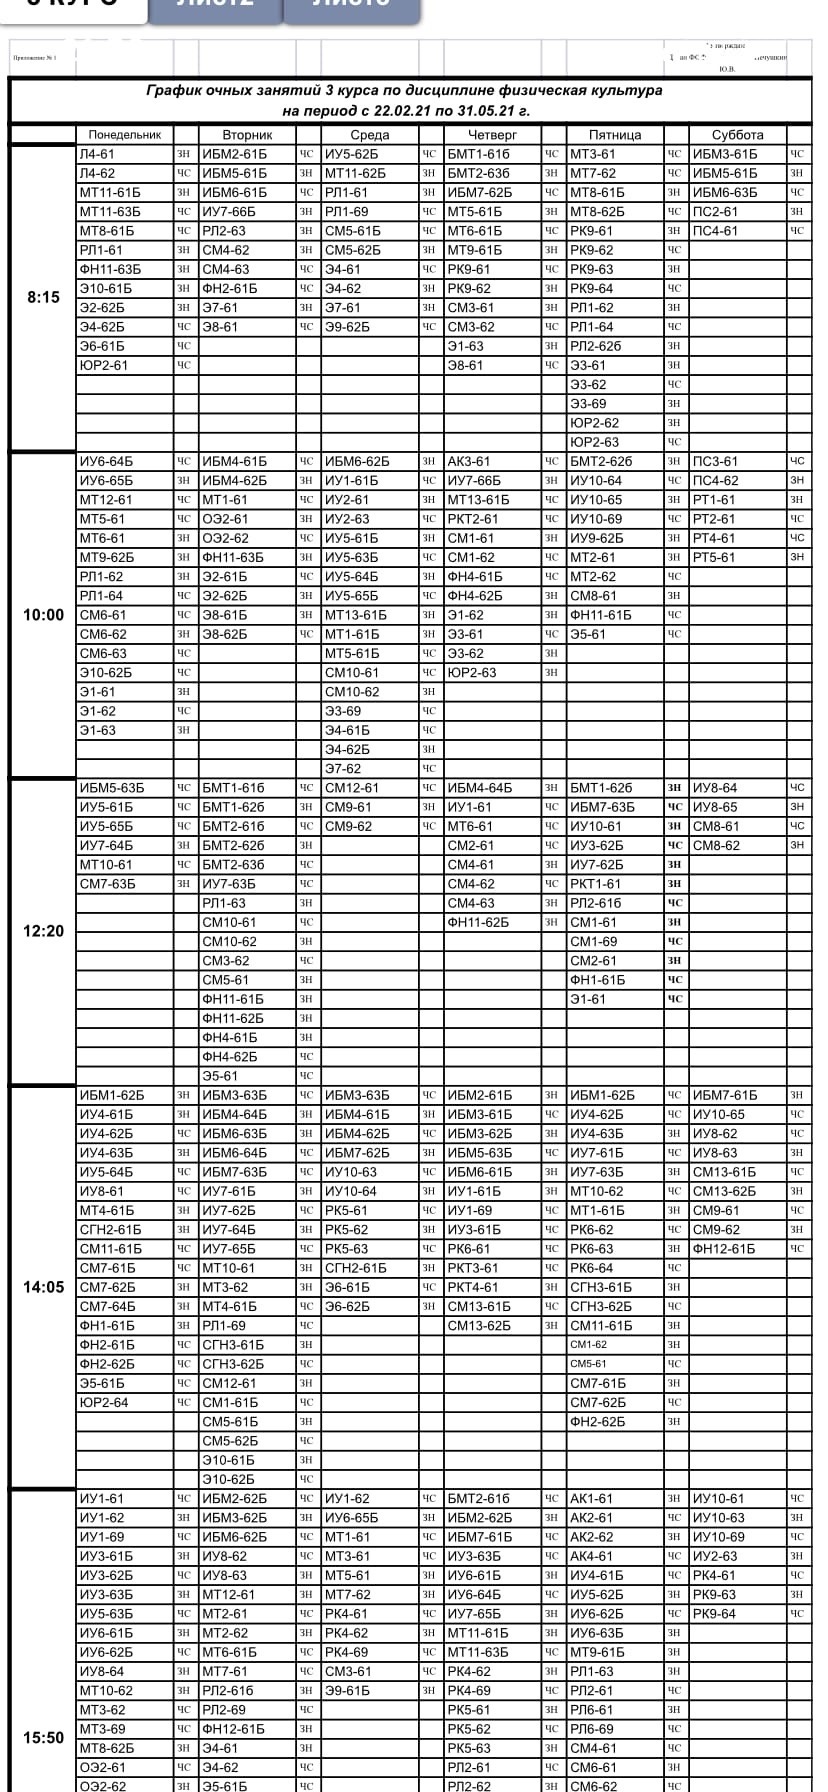 3 КУРС Лист2 Лист3
Приложение № 1
Ю.В.
График очных занятий 3 курса по дисциплине физическая культура
на период с 22.02.21 по 31.05.21 г.
Понедельник Вторник Среда Четверг Пятница Суббота
Л4-61 ЗН ИБМ2-61Б ЧС ИУ5-62Б ЧС БМТ1-61б ЧС МТ3-61 ЧС ИБМ3-61Б ЧС
Л4-62 ЧС ИБМ5-61Б ЗН МТ11-62Б ЗН БМТ2-63б ЗН МТ7-62 ЧС ИБМ5-61Б ЗН
МТ11-61Б ЗН ИБМ6-61Б ЧС РЛ1-61 ЗН ИБМ7-62Б ЧС МТ8-61Б ЗН ИБМ6-63Б ЧС
МТ11-63Б ЧС ИУ7-66Б ЗН РЛ1-69 ЧС МТ5-61Б ЗН МТ8-62Б ЧС ПС2-61 ЗН
МТ8-61Б ЧС РЛ2-63 ЗН СМ5-61Б ЧС МТ6-61Б ЧС РК9-61 ЗН ПС4-61 ЧС
РЛ1-61 ЗН СМ4-62 ЗН СМ5-62Б ЗН МТ9-61Б ЗН РК9-62 ЧС
ФН11-63Б ЗН СМ4-63 ЧС Э4-61 ЧС РК9-61 ЧС РК9-63 ЗН
8:15 Э10-61Б ЗН ФН2-61Б ЧС Э4-62 ЗН РК9-62 ЗН РК9-64 ЧС
Э2-62Б ЗН Э7-61 ЗН Э7-61 ЗН СМ3-61 ЗН РЛ1-62 ЗН
Э4-62Б ЧС Э8-61 ЧС Э9-62Б ЧС СМ3-62 ЧС РЛ1-64 ЧС
Э6-61Б ЧС Э1-63 ЗН РЛ2-62б ЗН
ЮР2-61 ЧС Э8-61 ЧС Э3-61 ЗН
Э3-62 ЧС
Э3-69 ЗН
ЮР2-62 ЗН
ЮР2-63 ЧС
ИУ6-64Б ЧС ИБМ4-61Б ЧС ИБМ6-62Б ЗН АК3-61 ЧС БМТ2-62б ЗН ПС3-61 ЧС
ИУ6-65Б ЗН ИБМ4-62Б ЗН ИУ1-61Б ЧС ИУ7-66Б ЗН ИУ10-64 ЧС ПС4-62 ЗН
МТ12-61 ЧС МТ1-61 ЧС ИУ2-61 ЗН МТ13-61Б ЧС ИУ10-65 ЗН РТ1-61 ЗН
МТ5-61 ЧС ОЭ2-61 ЗН ИУ2-63 ЧС РКТ2-61 ЧС ИУ10-69 ЧС РТ2-61 ЧС
МТ6-61 ЗН ОЭ2-62 ЧС ИУ5-61Б ЗН СМ1-61 ЗН ИУ9-62Б ЗН РТ4-61 ЧС
МТ9-62Б ЗН ФН11-63Б ЗН ИУ5-63Б ЧС СМ1-62 ЧС МТ2-61 ЗН РТ5-61 ЗН
РЛ1-62 ЗН Э2-61Б ЧС ИУ5-64Б ЗН ФН4-61Б ЧС МТ2-62 ЧС
РЛ1-64 ЧС Э2-62Б ЗН ИУ5-65Б ЧС ФН4-62Б ЗН СМ8-61 ЗН
10:00 СМ6-61 ЧС Э8-61Б ЗН МТ13-61Б ЗН Э1-62 ЗН ФН11-61Б ЧС
СМ6-62 ЗН Э8-62Б ЧС МТ1-61Б ЗН Э3-61 ЧС Э5-61 ЧС
СМ6-63 ЧС МТ5-61Б ЧС Э3-62 ЗН
Э10-62Б ЧС СМ10-61 ЧС ЮР2-63 ЗН
Э1-61 ЗН СМ10-62 ЗН
Э1-62 ЧС Э3-69 ЧС
Э1-63 ЗН Э4-61Б ЧС
Э4-62Б ЗН
Э7-62 ЧС
ИБМ5-63Б ЧС БМТ1-61б ЧС СМ12-61 ЧС ИБМ4-64Б ЗН БМТ1-62б ЗН ИУ8-64 ЧС
ИУ5-61Б ЧС БМТ1-62б ЗН СМ9-61 ЗН ИУ1-61 ЧС ИБМ7-63Б ЧС ИУ8-65 ЗН
ИУ5-65Б ЧС БМТ2-61б ЧС СМ9-62 ЧС МТ6-61 ЗН ИУ10-61 ЗН СМ8-61 ЧС
ИУ7-64Б ЗН БМТ2-62б ЗН СМ2-61 ЧС ИУ3-62Б ЧС СМ8-62 ЗН
МТ10-61 ЧС БМТ2-63б ЧС СМ4-61 ЗН ИУ7-62Б ЗН
СМ7-63Б ЗН ИУ7-63Б ЧС СМ4-62 ЧС РКТ1-61 ЗН
РЛ1-63 ЗН СМ4-63 ЗН РЛ2-61б ЧС
СМ10-61 ЧС ФН11-62Б ЗН СМ1-61 ЗН
12:20 СМ10-62 ЗН СМ1-69 ЧС
СМ3-62 ЧС СМ2-61 ЗН
СМ5-61 ЗН ФН1-61Б ЧС
ФН11-61Б ЗН Э1-61 ЧС
ФН11-62Б ЗН
ФН4-61Б ЗН
ФН4-62Б ЧС
Э5-61 ЧС
ИБМ1-62Б ЗН ИБМ3-63Б ЧС ИБМ3-63Б ЧС ИБМ2-61Б ЗН ИБМ1-62Б ЧС ИБМ7-61Б ЗН
ИУ4-61Б ЗН ИБМ4-64Б ЗН ИБМ4-61Б ЗН ИБМ3-61Б ЧС ИУ4-62Б ЧС ИУ10-65 ЧС
ИУ4-62Б ЧС ИБМ6-63Б ЗН ИБМ4-62Б ЧС ИБМ3-62Б ЗН ИУ4-63Б ЗН ИУ8-62 ЧС
ИУ4-63Б ЗН ИБМ6-64Б ЧС ИБМ7-62Б ЗН ИБМ5-63Б ЧС ИУ7-61Б ЧС ИУ8-63 ЗН
ИУ5-64Б ЧС ИБМ7-63Б ЧС ИУ10-63 ЧС ИБМ6-61Б ЗН ИУ7-63Б ЗН СМ13-61Б ЧС
ИУ8-61 ЧС ИУ7-61Б ЗН ИУ10-64 ЗН ИУ1-61Б ЗН МТ10-62 ЧС СМ13-62Б ЗН
МТ4-61Б ЗН ИУ7-62Б ЧС РК5-61 ЧС ИУ1-69 ЧС МТ1-61Б ЗН СМ9-61 ЧС
СГН2-61Б ЗН ИУ7-64Б ЗН РК5-62 ЗН ИУ3-61Б ЧС РК6-62 ЧС СМ9-62 ЗН
СМ11-61Б ЧС ИУ7-65Б ЧС РК5-63 ЧС РК6-61 ЧС РК6-63 ЗН ФН12-61Б ЧС
СМ7-61Б ЧС МТ10-61 ЗН СГН2-61Б ЗН РКТ3-61 ЧС РК6-64 ЧС
14:05 СМ7-62Б ЗН МТ3-62 ЗН Э6-61Б ЧС РКТ4-61 ЗН СГН3-61Б ЗН
СМ7-64Б ЗН МТ4-61Б ЧС Э6-62Б ЗН СМ13-61Б ЧС СГН3-62Б ЧС
ФН1-61Б ЗН РЛ1-69 ЧС СМ13-62Б ЗН СМ11-61Б ЗН
ФН2-61Б ЧС СГН3-61Б ЗН СМ1-62 ЗН
ФН2-62Б ЧС СГН3-62Б ЧС СМ5-61 ЧС
Э5-61Б ЧС СМ12-61 ЗН СМ7-61Б ЗН
ЮР2-64 ЧС СМ1-61Б ЧС СМ7-62Б ЧС
СМ5-61Б ЗН ФН2-62Б ЗН
СМ5-62Б ЧС
Э10-61Б ЗН
Э10-62Б ЧС
ИУ1-61 ЧС ИБМ2-62Б ЧС ИУ1-62 ЧС БМТ2-61б ЧС АК1-61 ЗН ИУ10-61 ЧС
ИУ1-62 ЗН ИБМ3-62Б ЧС ИУ6-65Б ЗН ИБМ2-62Б ЗН АК2-61 ЧС ИУ10-63 ЗН
ИУ1-69 ЧС ИБМ6-62Б ЗН МТ1-61 ЧС ИБМ7-61Б ЧС АК2-62 ЗН ИУ10-69 ЧС
ИУ3-61Б ЗН ИУ8-62 ЧС МТ3-61 ЧС ИУ3-63Б ЧС АК4-61 ЧС ИУ2-63 ЗН
ИУ3-62Б ЧС ИУ8-63 ЗН МТ5-61 ЗН ИУ6-61Б ЗН ИУ4-61Б ЧС РК4-61 ЧС
ИУ3-63Б ЗН МТ12-61 ЗН МТ7-62 ЗН ИУ6-64Б ЧС ИУ5-62Б ЗН РК9-63 ЗН
ИУ5-63Б ЧС МТ2-61 ЧС РК4-61 ЧС ИУ7-65Б ЗН ИУ6-62Б ЧС РК9-64 ЧС
ИУ6-61Б ЗН МТ2-62 ЗН РК4-62 ЗН МТ11-61Б ЗН ИУ6-63Б ЗН
ИУ6-62Б ЧС МТ6-61Б ЧС РК4-69 ЧС МТ11-63Б ЧС МТ9-61Б ЗН
ИУ8-64 ЗН МТ7-61 ЧС СМ3-61 ЧС РК4-62 ЗН РЛ1-63 ЗН
МТ10-62 ЗН РЛ2-61б ЗН Э9-61Б ЗН РК4-69 ЧС РЛ2-61 ЧС
МТ3-62 ЧС РЛ2-69 ЧС РК5-61 ЗН РЛ6-61 ЗН
МТ3-69 ЧС ФН12-61Б ЗН РК5-62 ЧС РЛ6-69 ЧС
15:50 МТ8-62Б ЗН Э4-61 ЗН РК5-63 ЗН СМ4-61 ЧС
ОЭ2-61 ЧС Э4-62 ЧС РЛ2-61 ЧС СМ6-61 ЗН
ОЭ2-62 ЗН Э5-61Б ЧС РЛ2-62 ЗН СМ6-62 ЧС